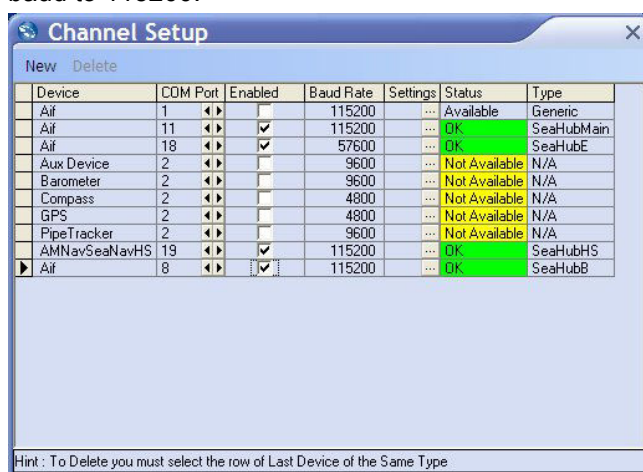 Channel Setup
New Delete
Device COM Port Enabled Baud Rate Settings Status Type
Aif 1 115200 ... Available Generic
Aif 11 115200 ... OK SeaHubMain
Aif 18 57600 ... OK SeaHubE
Aux Device 2 9600 ... Not Available N/A
Barometer 2 9600 ... Not Available N/A
Compass 2 4800 ... Not Available N/A
GPS 2 4800 ... Not Available N/A
PipeTracker 2 9600 ... Not Available N/A
AMNavSeaNavHS 19 115200 ... OK SeaHubHS
Aif 8 115200 ... OK SeaHubB
Hint : To Delete you must select the row of Last Device of the Same Type